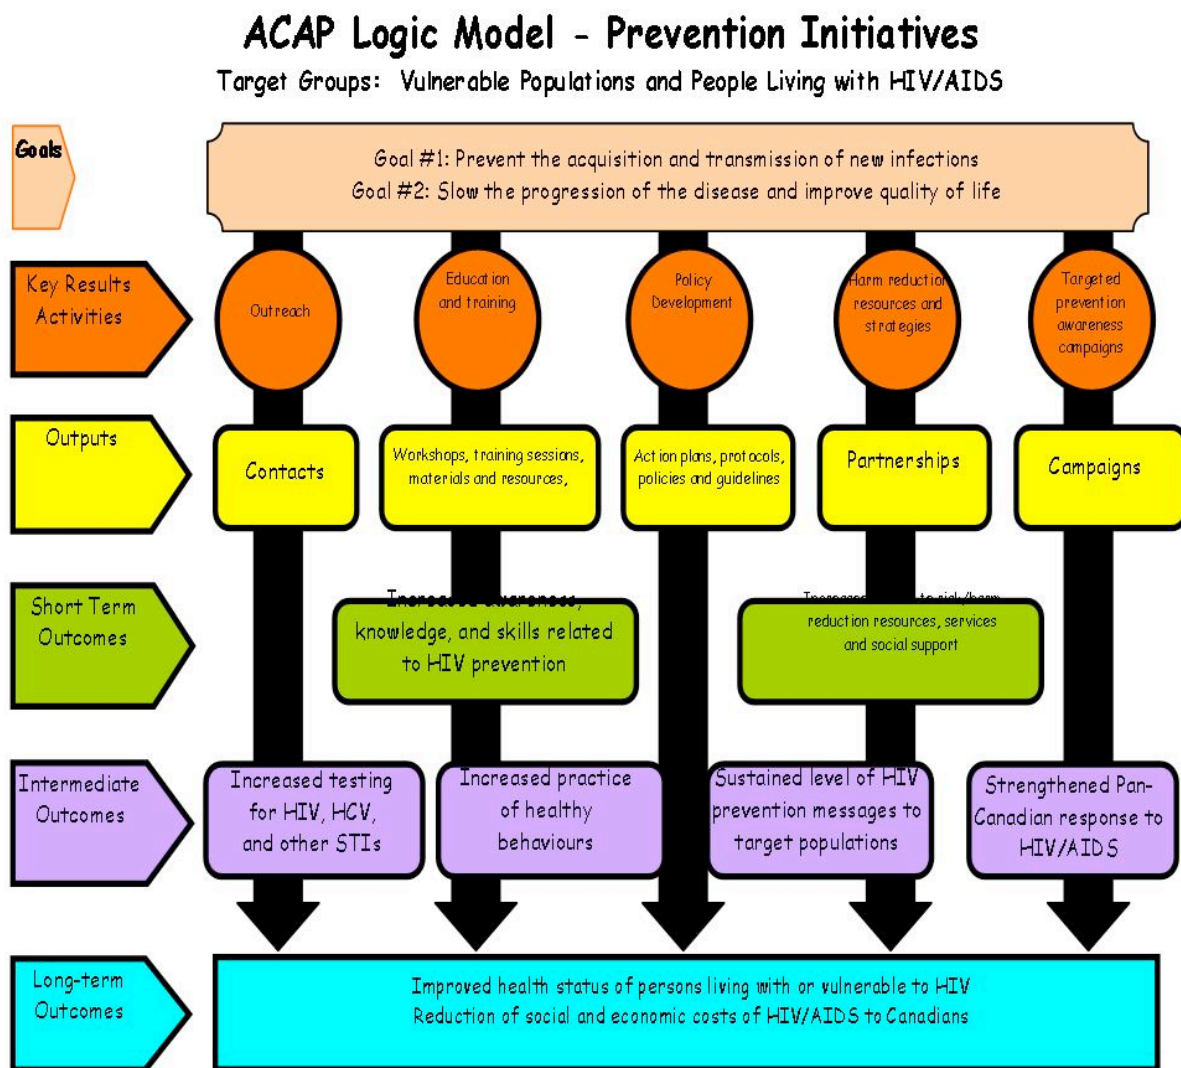 ACAP Logic Model - Prevention Initiatives
Target Groups: Vulnerable Populations and People Living with HIV/AIDS
Goals
Goal #1: Prevent the acquisition and transmission of new infections
Goal #2: Slow the progression of the disease and improve quality of life
Key Results
Activities
Outreach
Education
and training
Policy
Development
Harm reduction
resources and
strategies
Targeted
prevention
awareness
campaigns
Outputs
Contacts
Workshops, training sessions,
materials and resources,
Action plans, protocols,
policies and guidelines
Partnerships
Campaigns
Short Term
Outcomes
Increased awareness,
knowledge, and skills related
to HIV prevention
to risk/harm
reduction resources, services
and social support
Intermediate
Outcomes
Increased testing
for HIV, HCV,
and other STIs
Increased practice
of healthy
behaviours
Sustained level of HIV
prevention messages to
target populations
Strengthened Pan-
Canadian response to
HIV/AIDS
Long-term
Outcomes
Improved health status of persons living with or vulnerable to HIV
Reduction of social and economic costs of HIV/AIDS to Canadians